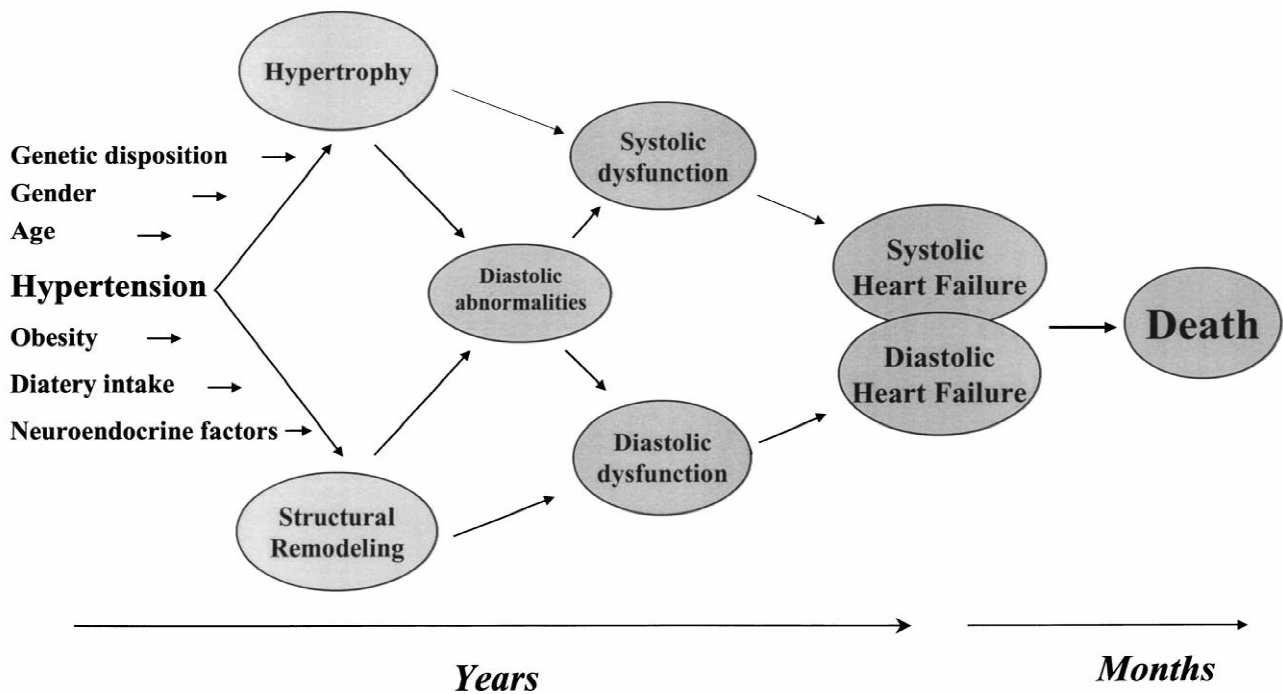 Hypertrophy
Genetic disposition
Gender
Age
Hypertension
Obesity
Diatery intake
Neuroendocrine factors
Structural
Remodeling
Diastolic
abnormalities
Systolic
dysfunction
Diastolic
dysfunction
Systolic
Heart Failure
Diastolic
Heart Failure
Death
Years
Months